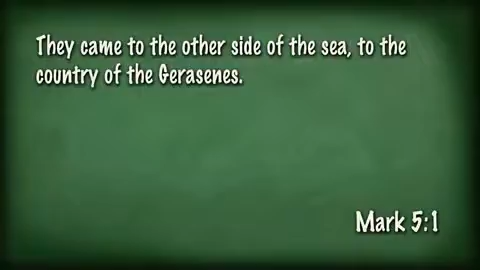 They came to the other side of the sea, to the
country of the Gerasenes.
Mark 5:1